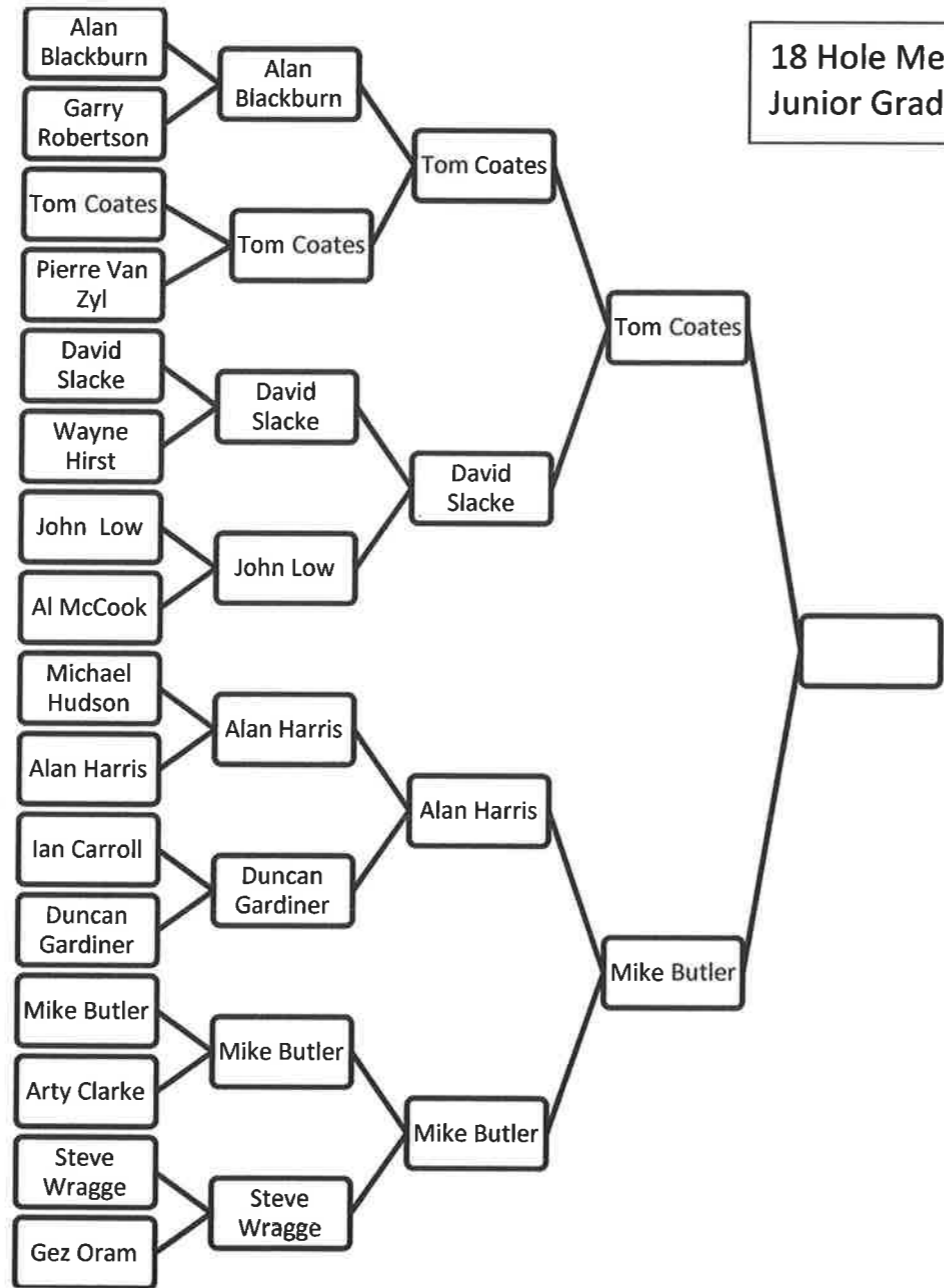 Alan
Blackburn
Garry
Robertson
Tom Coates
Pierre Van
Zyl
David
Slacke
Wayne
Hirst
John Low
Al McCook
Michael
Hudson
Alan Harris
Ian Carroll
Duncan
Gardiner
Mike Butler
Arty Clarke
Steve
Wragge
Gez Oram
Alan
Blackburn
Tom Coates
David
Slacke
John Low
Alan Harris
Duncan
Gardiner
Mike Butler
Steve
Wragge
Tom Coates
David
Slacke
Alan Harris
Mike Butler
Tom Coates
Mike Butler
18 Hole Me
Junior Grad